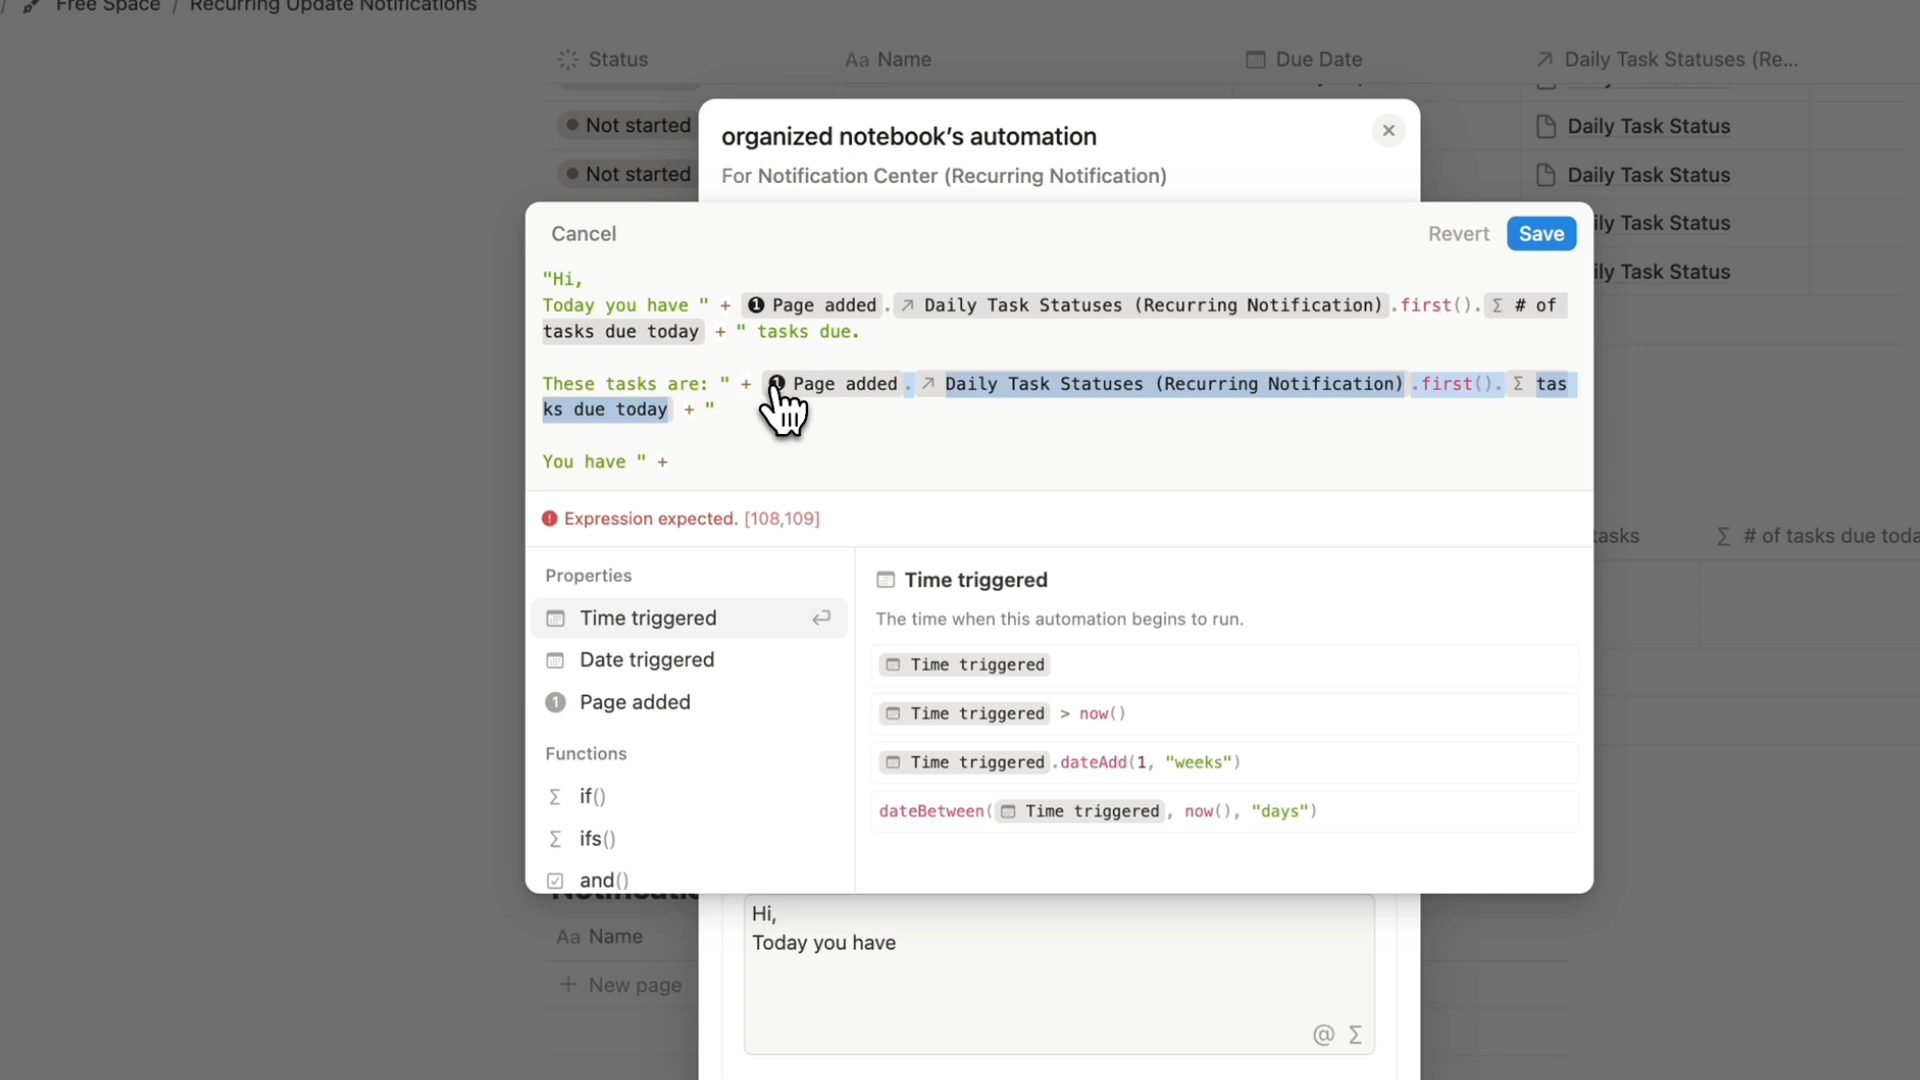 / Free Space / Recurring Update Notifications
Status Aa Name Due Date Daily Task Statuses (Re...
Not started Daily Task Status
Not started Daily Task Status
ily Task Status
ily Task Status
organized notebook’s automation
For Notification Center (Recurring Notification)
Cancel Revert Save
"Hi,
Today you have " + 1 Page added . Daily Task Statuses (Recurring Notification) .first(). Σ # of
tasks due today + " tasks due.
These tasks are: " + 1 Page added . Daily Task Statuses (Recurring Notification) .first(). Σ tas
ks due today + "
You have " +
Expression expected. [108,109]
tasks Σ # of tasks due toda
Properties
Time triggered
Date triggered
1 Page added
Functions
Σ if()
Σ ifs()
and()
Time triggered
The time when this automation begins to run.
Time triggered
Time triggered > now()
Time triggered .dateAdd(1, "weeks")
dateBetween( Time triggered , now(), "days")
Aa Name
+ New page
Hi,
Today you have
@ Σ